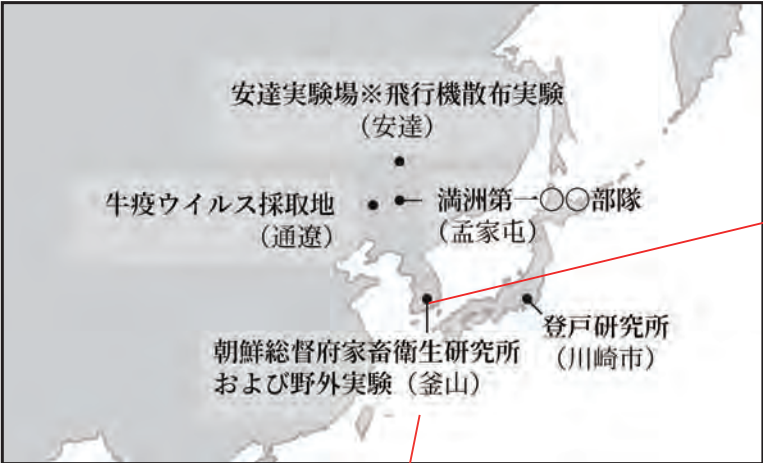 安達実験場※飛行機散布実験
（安達）
牛疫ウイルス採取地
（通遼）
満洲第一〇〇部隊
（孟家屯）
朝鮮総督府家畜衛生研究所
および野外実験（釜山）
登戸研究所
（川崎市）